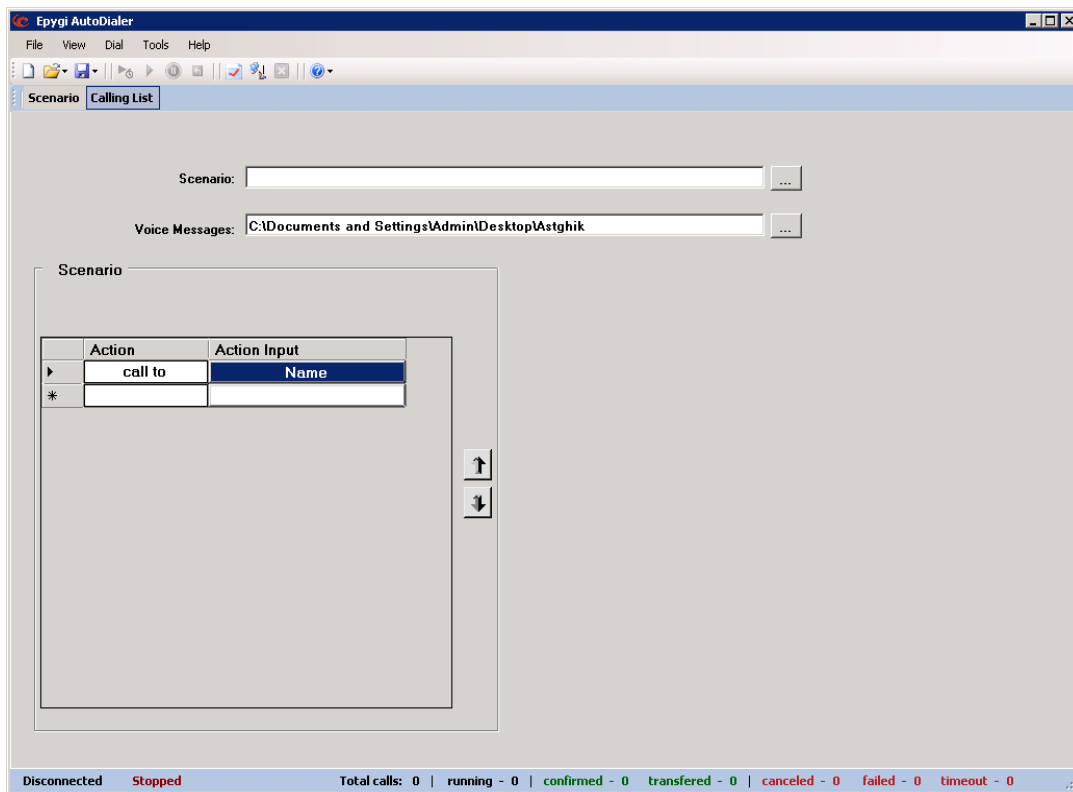 Epygi AutoDialer
File View Dial Tools Help
Scenario Calling List
Scenario: ...
Voice Messages: C:\Documents and Settings\Admin\Desktop\Astghik ...
Scenario
Action Action Input
call to Name
Disconnected Stopped Total calls: 0 | running - 0 | confirmed - 0 transfered - 0 | canceled - 0 failed - 0 timeout - 0